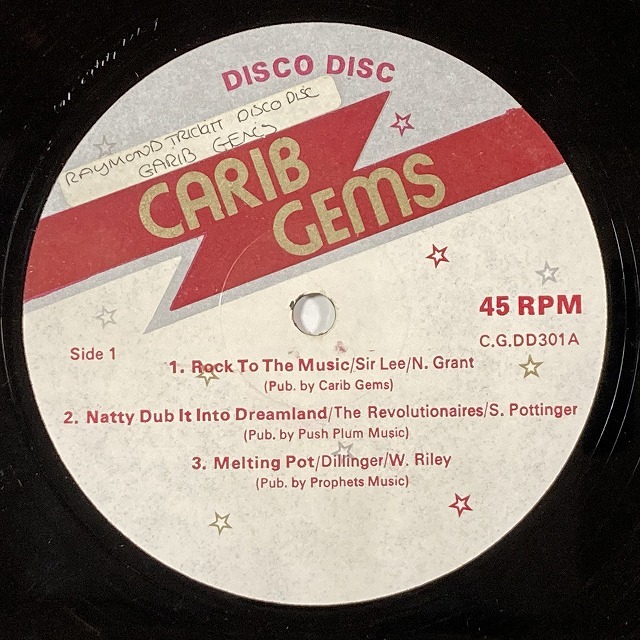 DISCO DISC
RAYMOND TRICKITT DISCO DISC
GARIB GEMS
CARIB
GEMS
45 RPM
C.G.DD301A
Side 1
1. Rock To The Music/Sir Lee/N. Grant
(Pub. by Carib Gems)
2. Natty Dub It Into Dreamland/The Revolutionaires/S. Pottinger
(Pub. by Push Plum Music)
3. Melting Pot/Dillinger/W. Riley
(Pub. by Prophets Music)